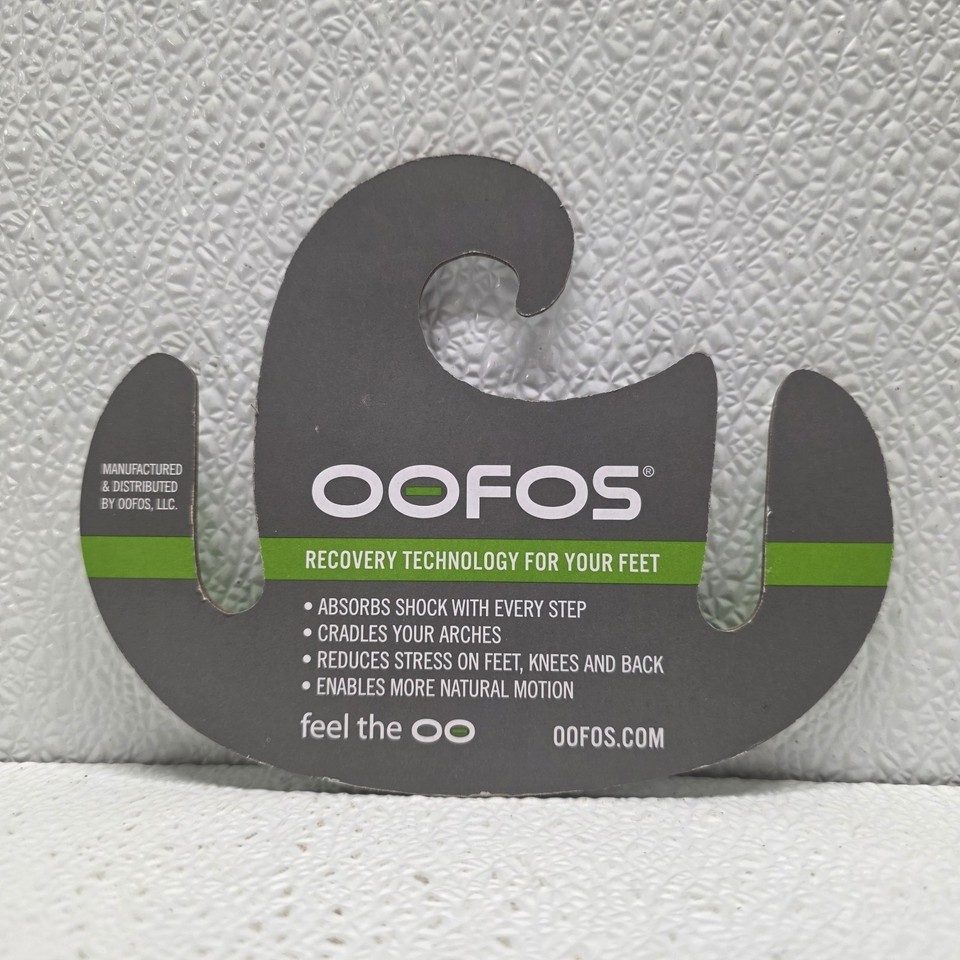 MANUFACTURED
& DISTRIBUTED
BY OOFOS, LLC.
OOFOS®
RECOVERY TECHNOLOGY FOR YOUR FEET
• ABSORBS SHOCK WITH EVERY STEP
• CRADLES YOUR ARCHES
• REDUCES STRESS ON FEET, KNEES AND BACK
• ENABLES MORE NATURAL MOTION
feel the OO
OOFOS.COM